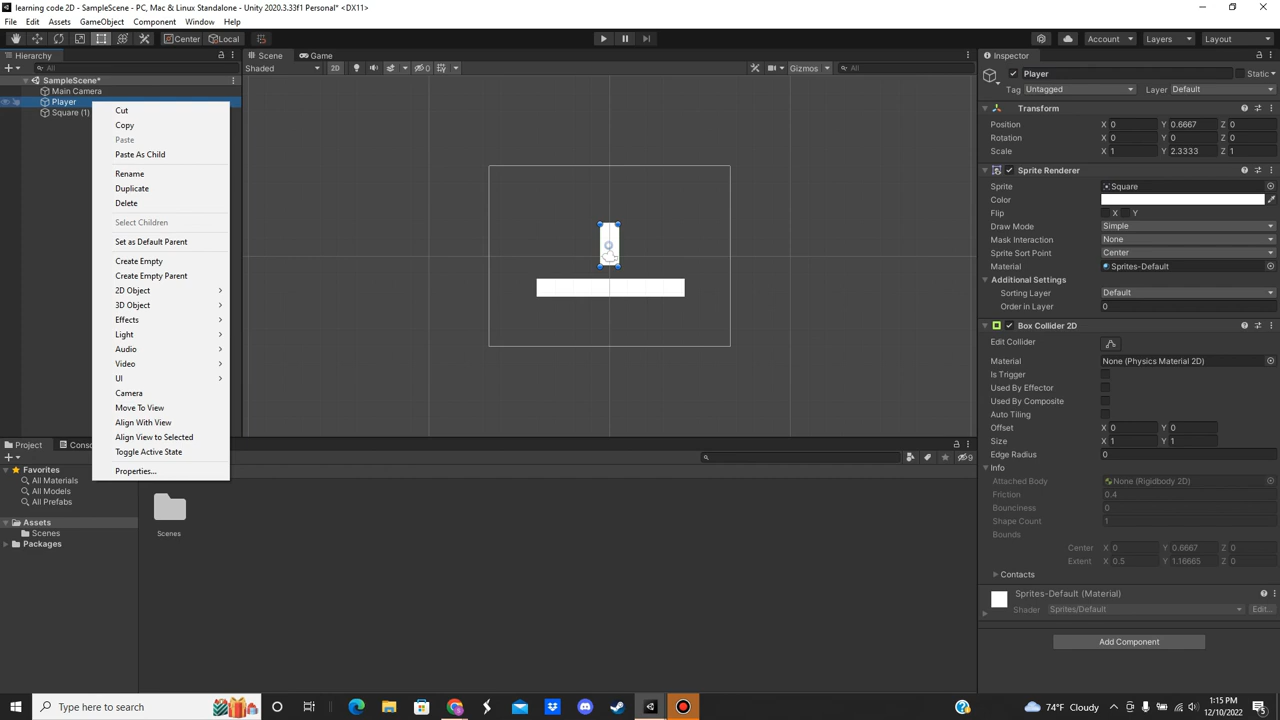 learning code 2D - SampleScene - PC, Mac & Linux Standalone - Unity 2020.3.33f1 Personal* <DX11>
File Edit Assets GameObject Component Window Help
Center Local Account Layers Layout
Hierarchy
All
SampleScene*
Main Camera
Player
Square (1)
Cut
Copy
Paste
Paste As Child
Rename
Duplicate
Delete
Select Children
Set as Default Parent
Create Empty
Create Empty Parent
2D Object
3D Object
Effects
Light
Audio
Video
UI
Camera
Move To View
Align With View
Align View to Selected
Toggle Active State
Properties...
Scene Game
Shaded 2D 0 Gizmos All
Inspector
Player Static
Tag Untagged Layer Default
Transform
Position X 0 Y 0.6667 Z 0
Rotation X 0 Y 0 Z 0
Scale X 1 Y 2.3333 Z 1
Sprite Renderer
Sprite Square
Color
Flip X Y
Draw Mode Simple
Mask Interaction None
Sprite Sort Point Center
Material Sprites-Default
Additional Settings
Sorting Layer Default
Order in Layer 0
Box Collider 2D
Edit Collider
Material None (Physics Material 2D)
Is Trigger
Used By Effector
Used By Composite
Auto Tiling
Offset X 0 Y 0
Size X 1 Y 1
Edge Radius 0
Info
Attached Body None (Rigidbody 2D)
Friction 0.4
Bounciness 0
Shape Count 1
Bounds
Center X 0 Y 0.6667 Z 0
Extent X 0.5 Y 1.16665 Z 0
Contacts
Sprites-Default (Material)
Shader Sprites/Default Edit...
Add Component
Project Conso
9
Favorites
All Materials
All Models
All Prefabs
Assets
Scenes
Packages
Scenes
Type here to search
74°F Cloudy
1:15 PM
12/10/2022